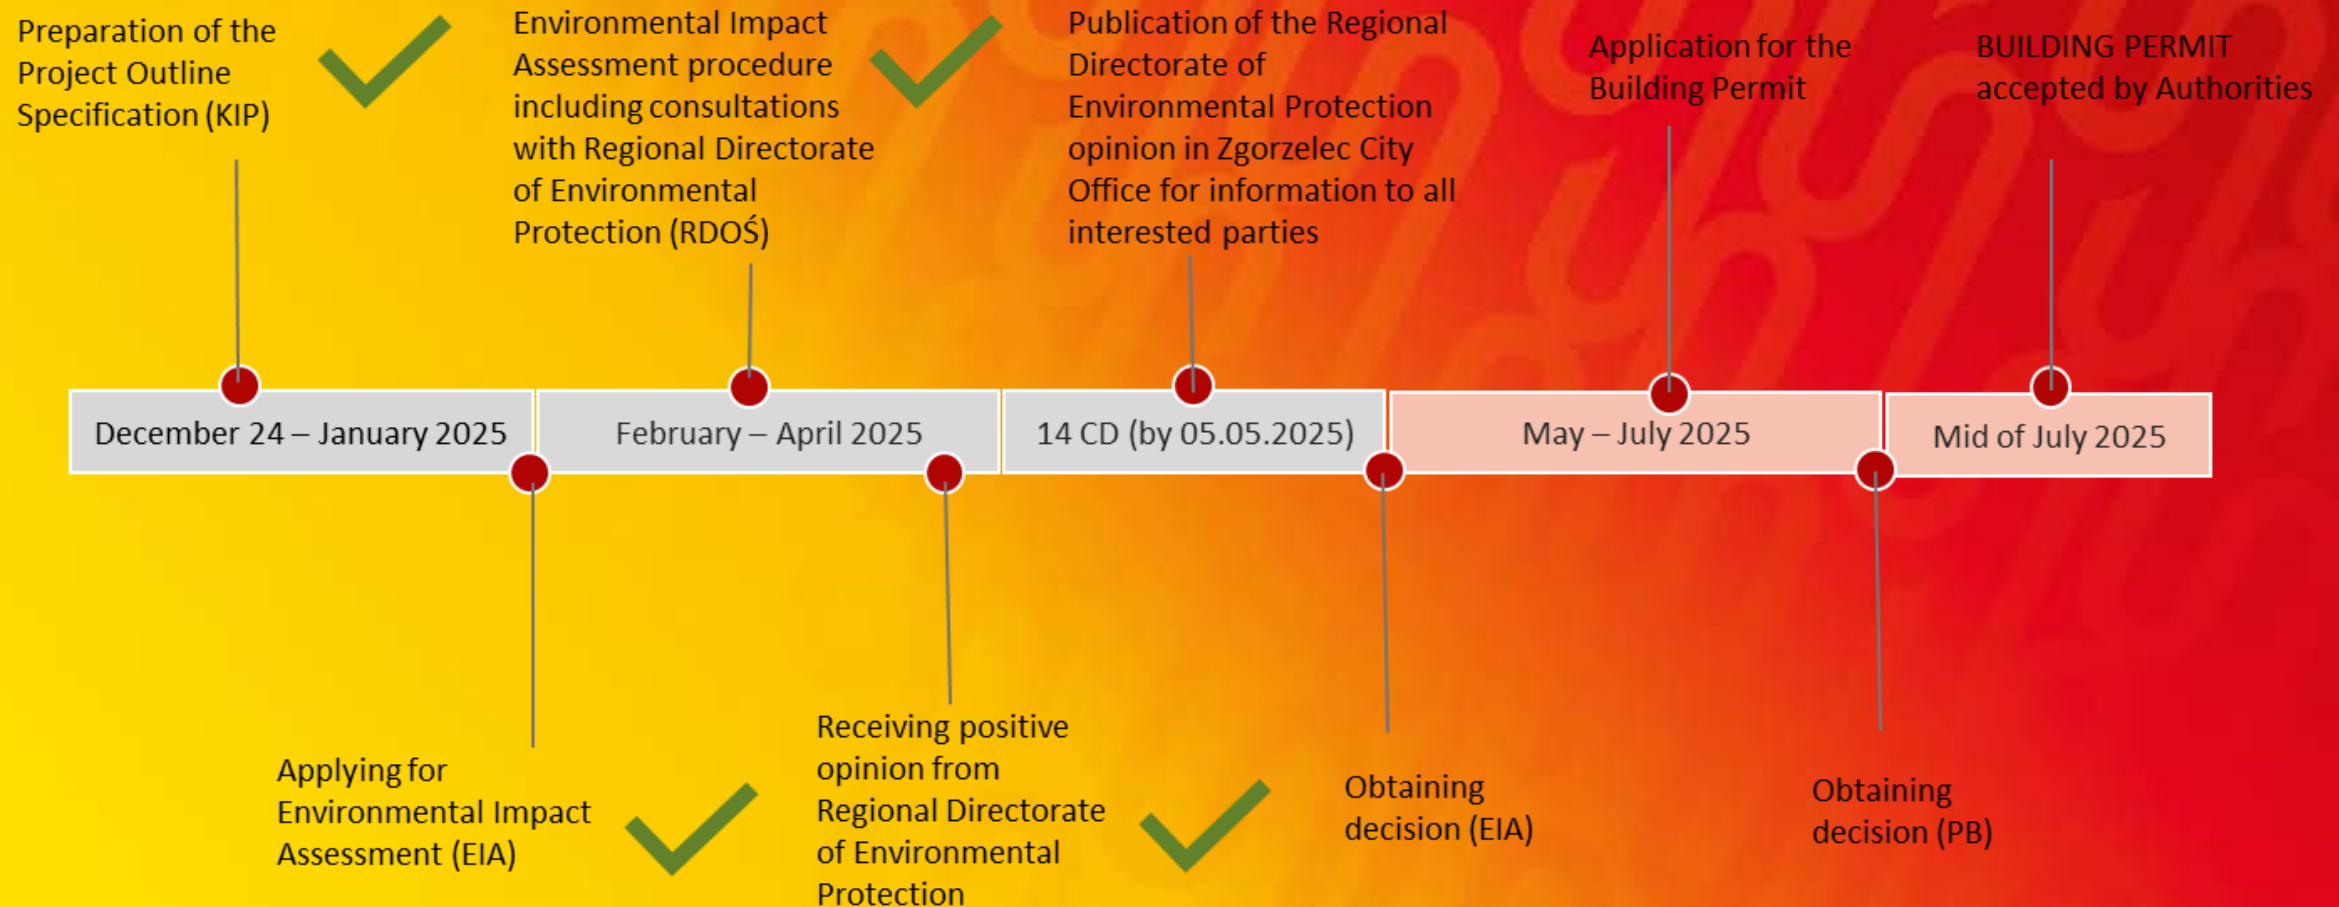 Preparation of the
Project Outline
Specification (KIP)
Environmental Impact
Assessment procedure
including consultations
with Regional Directorate
of Environmental
Protection (RDOŚ)
Publication of the Regional
Directorate of
Environmental Protection
opinion in Zgorzelec City
Office for information to all
interested parties
Application for the
Building Permit
BUILDING PERMIT
accepted by Authorities
December 24 – January 2025
February – April 2025
14 CD (by 05.05.2025)
May – July 2025
Mid of July 2025
Applying for
Environmental Impact
Assessment (EIA)
Receiving positive
opinion from
Regional Directorate
of Environmental
Protection
Obtaining
decision (EIA)
Obtaining
decision (PB)